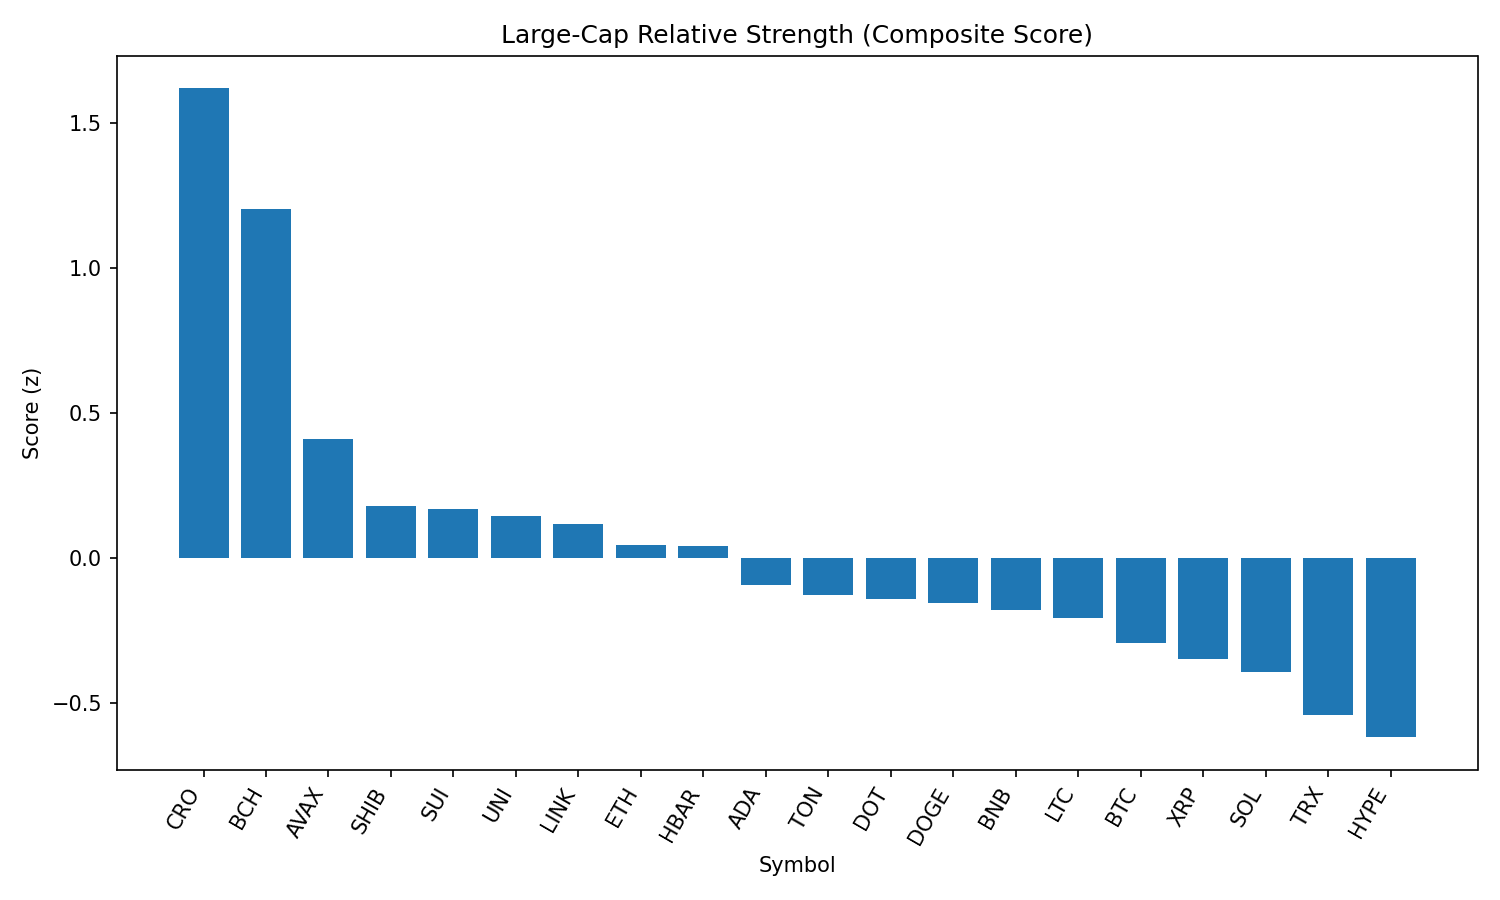 Large-Cap Relative Strength (Composite Score)
Score (z)
1.5
1.0
0.5
0.0
−0.5
CRO
BCH
AVAX
SHIB
SUI
UNI
LINK
ETH
HBAR
ADA
TON
DOT
DOGE
BNB
LTC
BTC
XRP
SOL
TRX
HYPE
Symbol